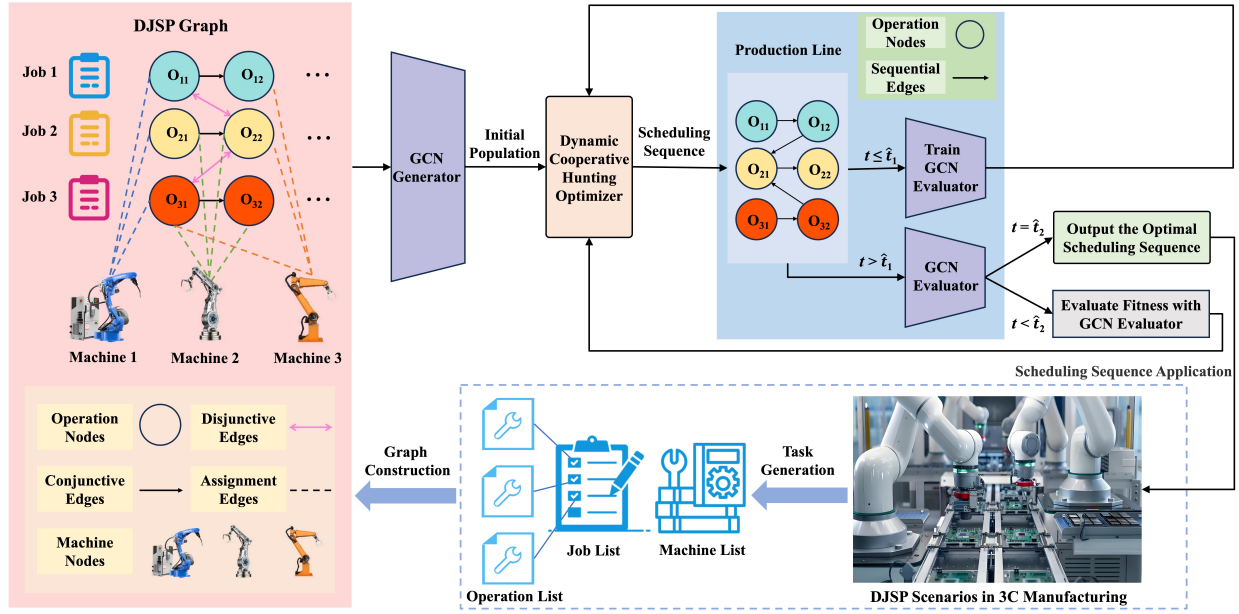 DJSP Graph
Job 1
Job 2
Job 3
O11
O12
...
O21
O22
...
O31
O32
...
Machine 1
Machine 2
Machine 3
Operation
Nodes
Disjunctive
Edges
Conjunctive
Edges
Assignment
Edges
Machine
Nodes
GCN
Generator
Initial
Population
Dynamic
Cooperative
Hunting
Optimizer
Scheduling
Sequence
Production Line
Operation
Nodes
Sequential
Edges
O11
O12
O21
O22
O31
O32
t ≤ t̂1
Train
GCN
Evaluator
t > t̂1
GCN
Evaluator
t = t̂2
Output the Optimal
Scheduling Sequence
t < t̂2
Evaluate Fitness with
GCN Evaluator
Scheduling Sequence Application
Graph
Construction
Operation List
Job List
Machine List
Task
Generation
DJSP Scenarios in 3C Manufacturing